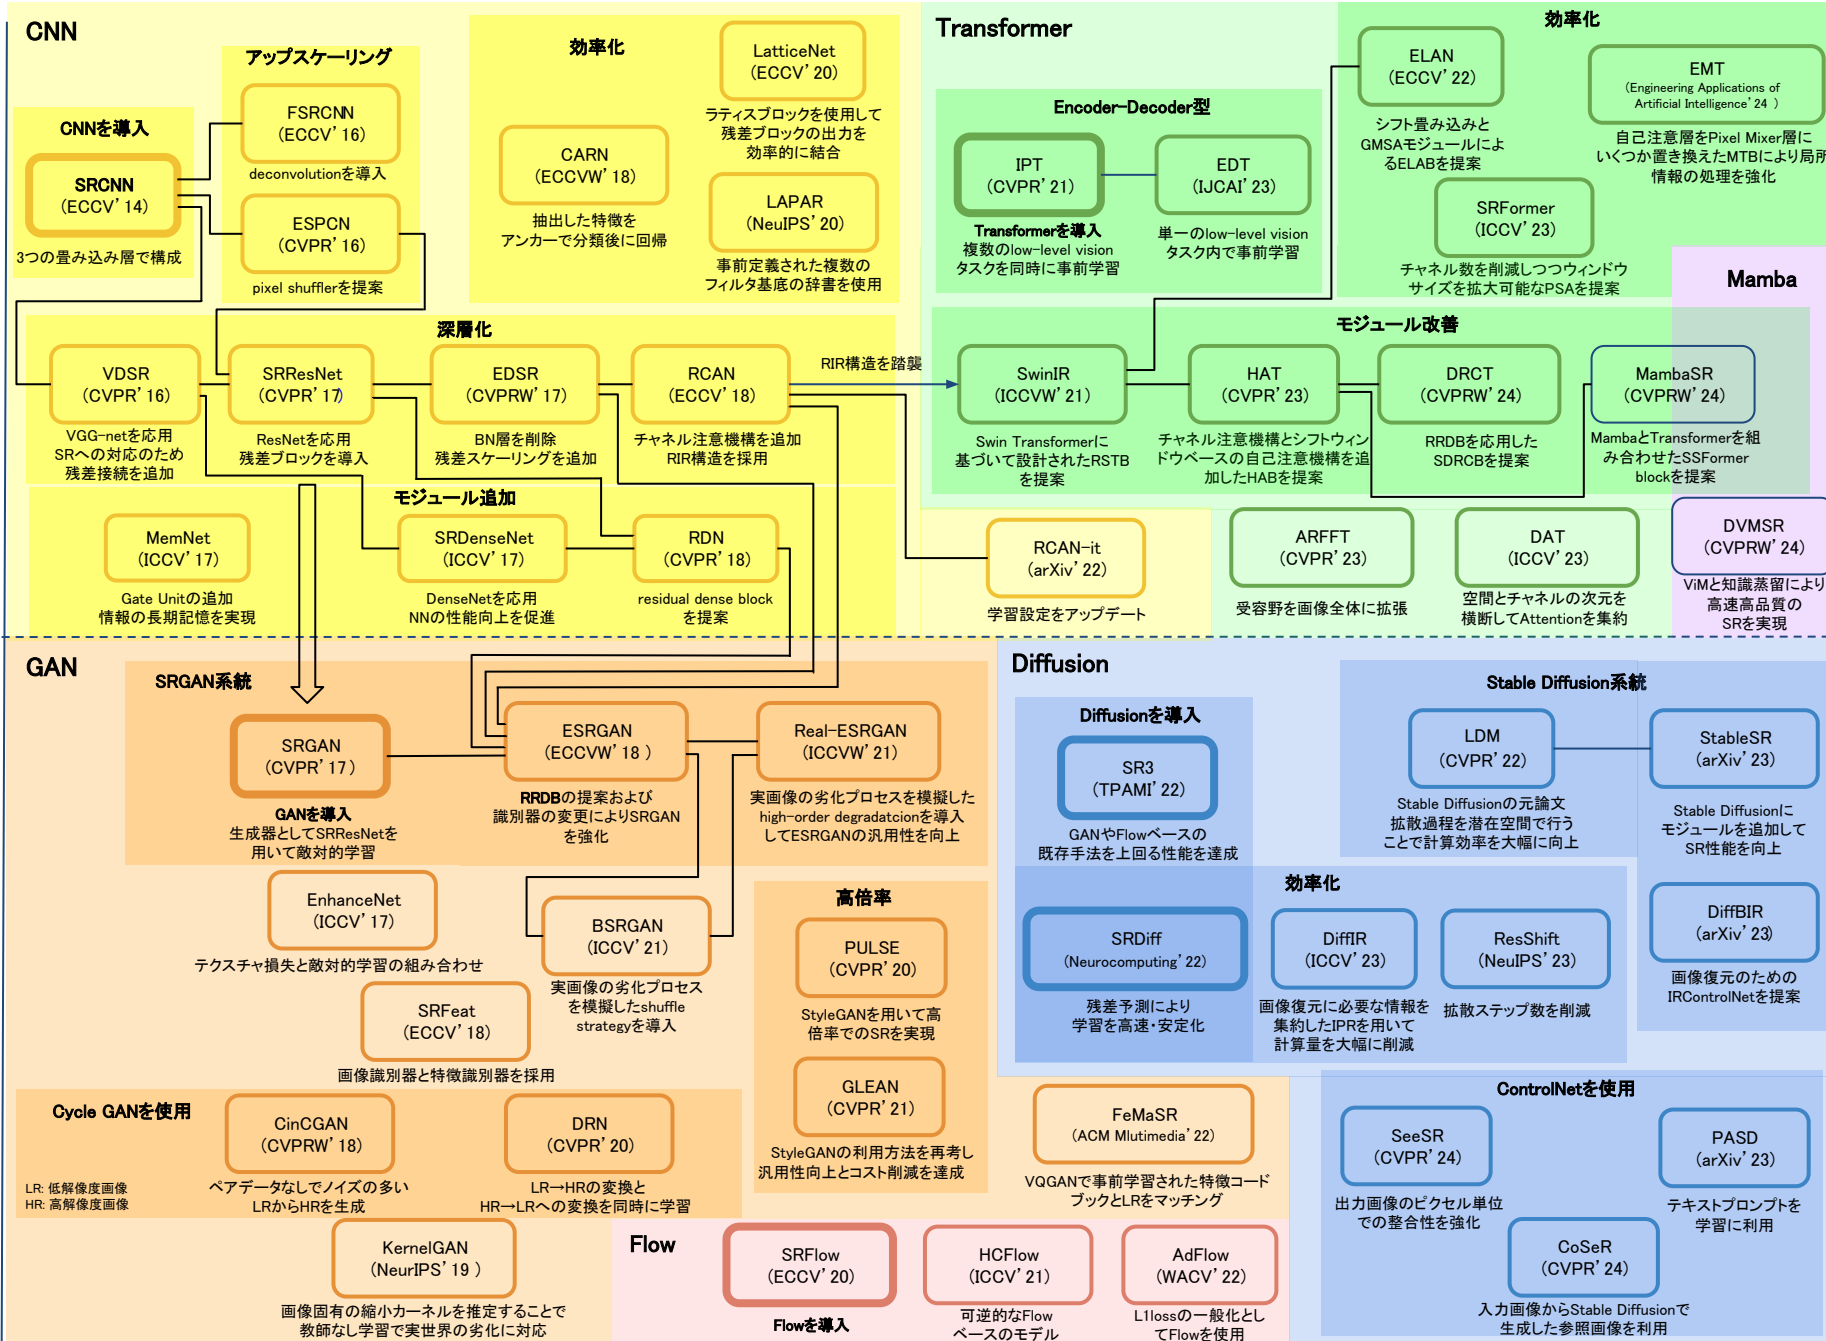 CNN
CNNを導入
SRCNN
(ECCV’14)
3つの畳み込み層で構成
アップスケーリング
FSRCNN
(ECCV’16)
deconvolutionを導入
ESPCN
(CVPR’16)
pixel shufflerを提案
効率化
LatticeNet
(ECCV’20)
ラティスブロックを使用して
残差ブロックの出力を
効率的に結合
CARN
(ECCVW’18)
抽出した特徴を
アンカーで分類後に回帰
LAPAR
(NeuIPS’20)
事前定義された複数の
フィルタ基底の辞書を使用
深層化
VDSR
(CVPR’16)
VGG-netを応用
SRへの対応のため
残差接続を追加
SRResNet
(CVPR’17)
ResNetを応用
残差ブロックを導入
EDSR
(CVPRW’17)
BN層を削除
残差スケーリングを追加
RCAN
(ECCV’18)
チャネル注意機構を追加
RIR構造を採用
RIR構造を踏襲
モジュール追加
MemNet
(ICCV’17)
Gate Unitの追加
情報の長期記憶を実現
SRDenseNet
(ICCV’17)
DenseNetを応用
NNの性能向上を促進
RDN
(CVPR’18)
residual dense block
を提案
RCAN-it
(arXiv’22)
学習設定をアップデート
Transformer
Encoder-Decoder型
IPT
(CVPR’21)
Transformerを導入
複数のlow-level vision
タスクを同時に事前学習
EDT
(IJCAI’23)
単一のlow-level vision
タスク内で事前学習
効率化
ELAN
(ECCV’22)
シフト畳み込みと
GMSAモジュールによ
るELABを提案
EMT
(Engineering Applications of
Artificial Intelligence’24 )
自己注意層をPixel Mixer層に
いくつか置き換えたMTBにより局所
情報の処理を強化
SRFormer
(ICCV’23)
チャネル数を削減しつつウィンドウ
サイズを拡大可能なPSAを提案
モジュール改善
SwinIR
(ICCVW’21)
Swin Transformerに
基づいて設計されたRSTB
を提案
HAT
(CVPR’23)
チャネル注意機構とシフトウィン
ドウベースの自己注意機構を追
加したHABを提案
DRCT
(CVPRW’24)
RRDBを応用した
SDRCBを提案
Mamba
MambaSR
(CVPRW’24)
MambaとTransformerを組
み合わせたSSFormer
blockを提案
ARFFT
(CVPR’23)
受容野を画像全体に拡張
DAT
(ICCV’23)
空間とチャネルの次元を
横断してAttentionを集約
DVMSR
(CVPRW’24)
ViMと知識蒸留により
高速高品質の
SRを実現
GAN
SRGAN系統
SRGAN
(CVPR’17)
GANを導入
生成器としてSRResNetを
用いて敵対的学習
ESRGAN
(ECCVW’18 )
RRDBの提案および
識別器の変更によりSRGAN
を強化
Real-ESRGAN
(ICCVW’21)
実画像の劣化プロセスを模擬した
high-order degradatcionを導入
してESRGANの汎用性を向上
EnhanceNet
(ICCV’17)
テクスチャ損失と敵対的学習の組み合わせ
BSRGAN
(ICCV’21)
実画像の劣化プロセス
を模擬したshuffle
strategyを導入
SRFeat
(ECCV’18)
画像識別器と特徴識別器を採用
高倍率
PULSE
(CVPR’20)
StyleGANを用いて高
倍率でのSRを実現
GLEAN
(CVPR’21)
StyleGANの利用方法を再考し
汎用性向上とコスト削減を達成
Cycle GANを使用
CinCGAN
(CVPRW’18)
ペアデータなしでノイズの多い
LRからHRを生成
DRN
(CVPR’20)
LR→HRの変換と
HR→LRへの変換を同時に学習
LR: 低解像度画像
HR: 高解像度画像
KernelGAN
(NeurIPS’19 )
画像固有の縮小カーネルを推定することで
教師なし学習で実世界の劣化に対応
FeMaSR
(ACM Mlutimedia’22)
VQGANで事前学習された特徴コード
ブックとLRをマッチング
Flow
SRFlow
(ECCV’20)
Flowを導入
HCFlow
(ICCV’21)
可逆的なFlow
ベースのモデル
AdFlow
(WACV’22)
L1lossの一般化とし
てFlowを使用
Diffusion
Diffusionを導入
SR3
(TPAMI’22)
GANやFlowベースの
既存手法を上回る性能を達成
Stable Diffusion系統
LDM
(CVPR’22)
Stable Diffusionの元論文
拡散過程を潜在空間で行う
ことで計算効率を大幅に向上
StableSR
(arXiv’23)
Stable Diffusionに
モジュールを追加して
SR性能を向上
効率化
SRDiff
(Neurocomputing’22)
残差予測により
学習を高速・安定化
DiffIR
(ICCV’23)
画像復元に必要な情報を
集約したIPRを用いて
計算量を大幅に削減
ResShift
(NeuIPS’23)
拡散ステップ数を削減
DiffBIR
(arXiv’23)
画像復元のための
IRControlNetを提案
ControlNetを使用
SeeSR
(CVPR’24)
出力画像のピクセル単位
での整合性を強化
PASD
(arXiv’23)
テキストプロンプトを
学習に利用
CoSeR
(CVPR’24)
入力画像からStable Diffusionで
生成した参照画像を利用